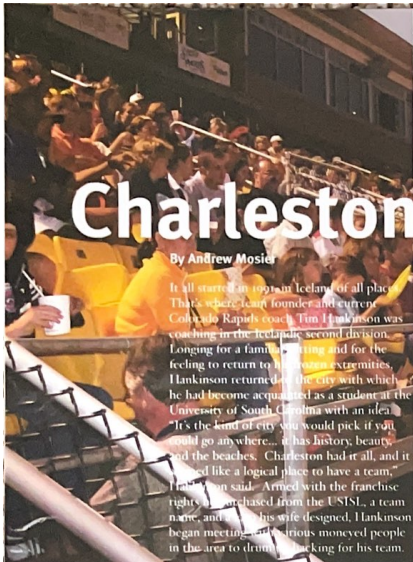 Charleston
By Andrew Mosier
It all started in 1991 in Iceland of all places.
That's where team founder and current
Colorado Rapids coach Tim Hankinson was
coaching in the Icelandic second division.
Longing for a familiar setting and for the
feeling to return to his frozen extremities,
Hankinson returned to the city with which
he had become acquainted as a student at the
University of South Carolina with an idea.
"It's the kind of city you would pick if you
could go anywhere... it has history, beauty,
and the beaches. Charleston had it all, and it
seemed like a logical place to have a team,"
Hankinson said. Armed with the franchise
rights he purchased from the USISL, a team
name, and a his wife designed, Hankinson
began meeting with various moneyed people
in the area to drum up backing for his team.